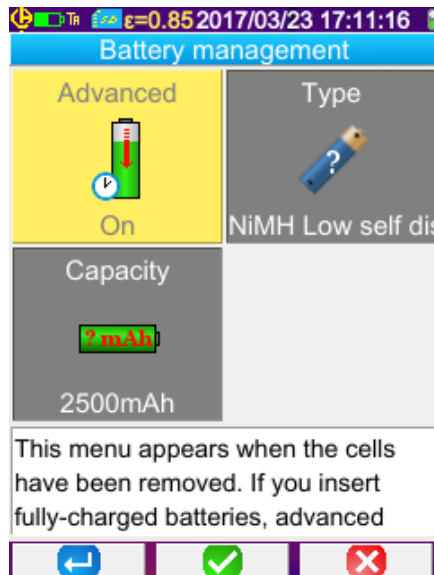 TA ε=0.85 2017/03/23 17:11:16
Battery management
Advanced
On
Type
?
NiMH Low self dis
Capacity
? mAh
2500mAh
This menu appears when the cells
have been removed. If you insert
fully-charged batteries, advanced